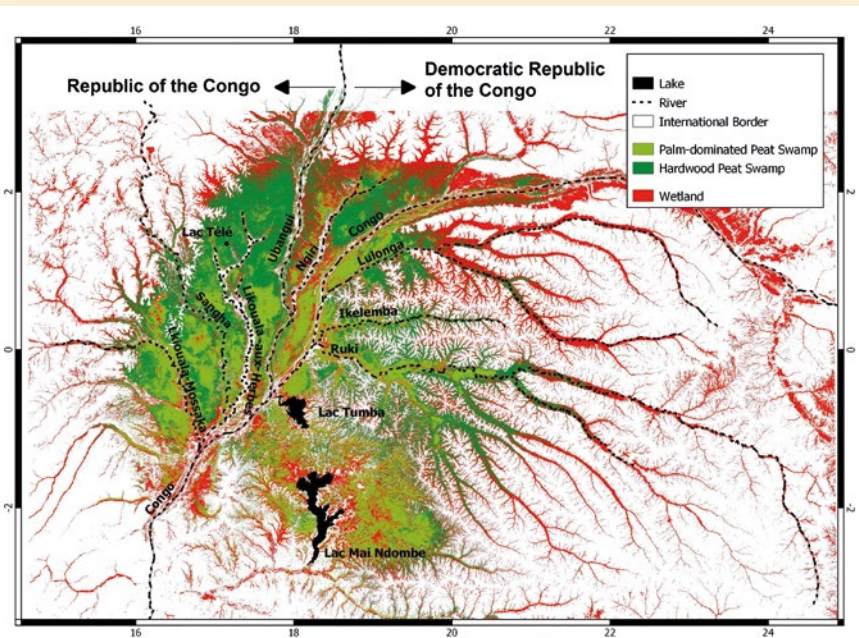 16 18 20 22 24
Republic of the Congo
Democratic Republic
of the Congo
Lake
River
International Border
Palm-dominated Peat Swamp
Hardwood Peat Swamp
Wetland
2 2
Lac Télé
Ubangui
Ngiri
Congo
Lulonga
Sangha
Likouala-aux Herbes
Likouala-Mossaka
Ikelemba
0 0
Ruki
Lac Tumba
Congo
-2 -2
Lac Mai Ndombe
16 18 20 22 24